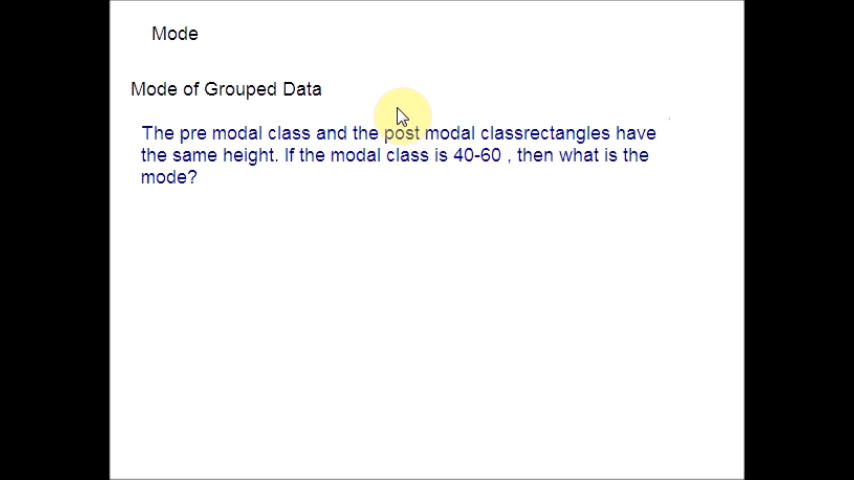 Mode
Mode of Grouped Data
The pre modal class and the post modal classrectangles have
the same height. If the modal class is 40-60 , then what is the
mode?